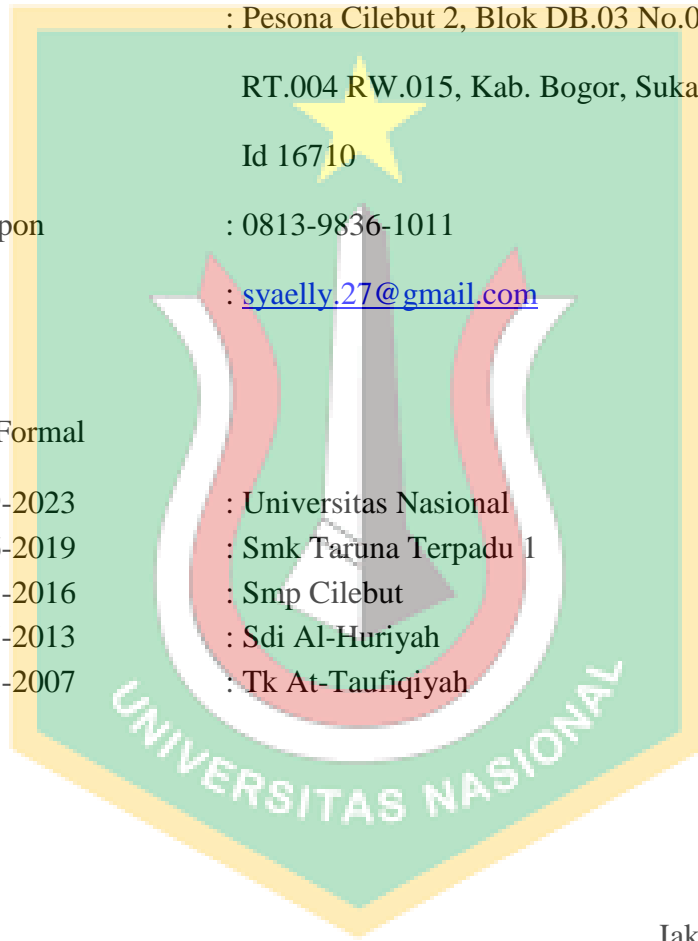 : Pesona Cilebut 2, Blok DB.03 No.0
RT.004 RW.015, Kab. Bogor, Suka
Id 16710
pon : 0813-9836-1011
: syaelly.27@gmail.com
Formal
-2023 : Universitas Nasional
-2019 : Smk Taruna Terpadu 1
-2016 : Smp Cilebut
-2013 : Sdi Al-Huriyah
-2007 : Tk At-Taufiqiyah
UNIVERSITAS NASIONAL